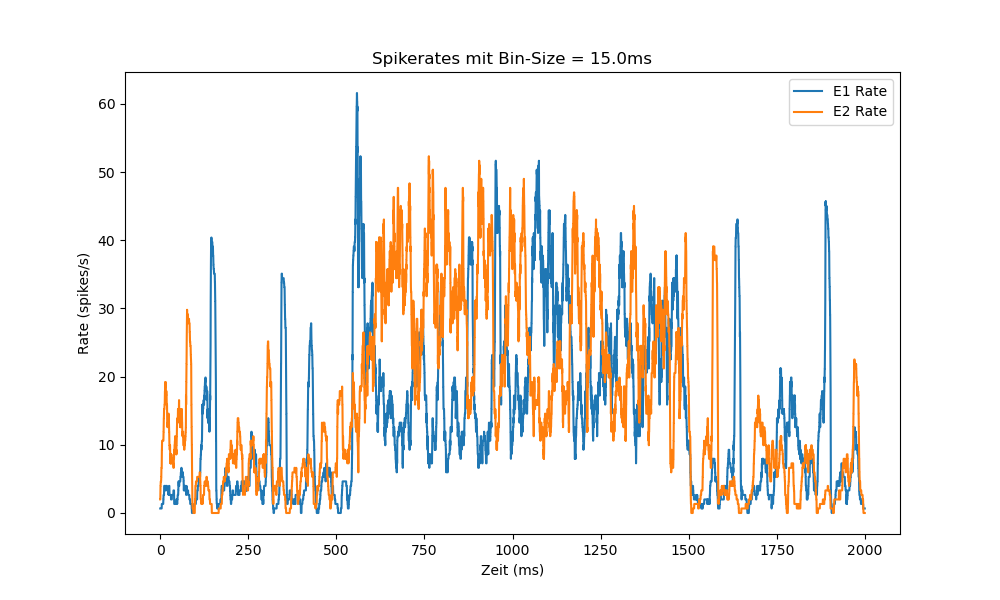 Spikerates mit Bin-Size = 15.0ms
E1 Rate
E2 Rate
Rate (spikes/s)
60
50
40
30
20
10
0
0 250 500 750 1000 1250 1500 1750 2000
Zeit (ms)